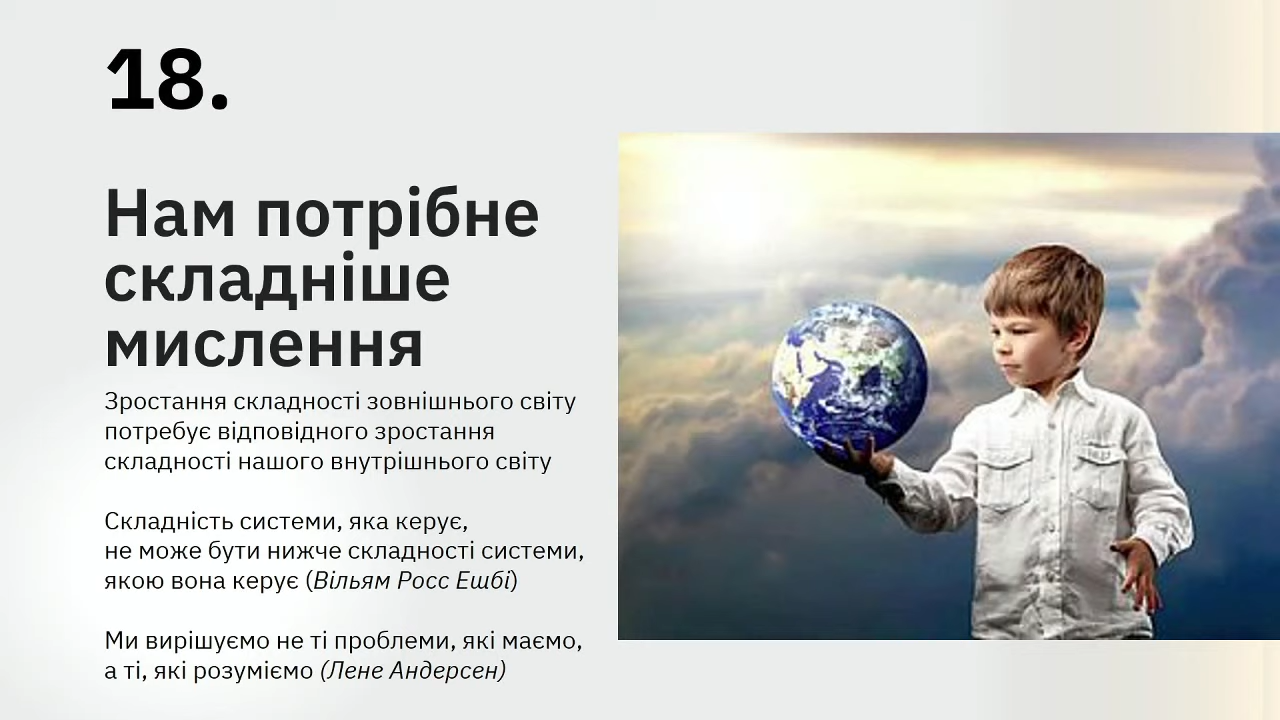 18.
Нам потрібне
складніше
мислення
Зростання складності зовнішнього світу
потребує відповідного зростання
складності нашого внутрішнього світу
Складність системи, яка керує,
не може бути нижче складності системи,
якою вона керує (Вільям Росс Ешбі)
Ми вирішуємо не ті проблеми, які маємо,
а ті, які розуміємо (Лене Андерсен)